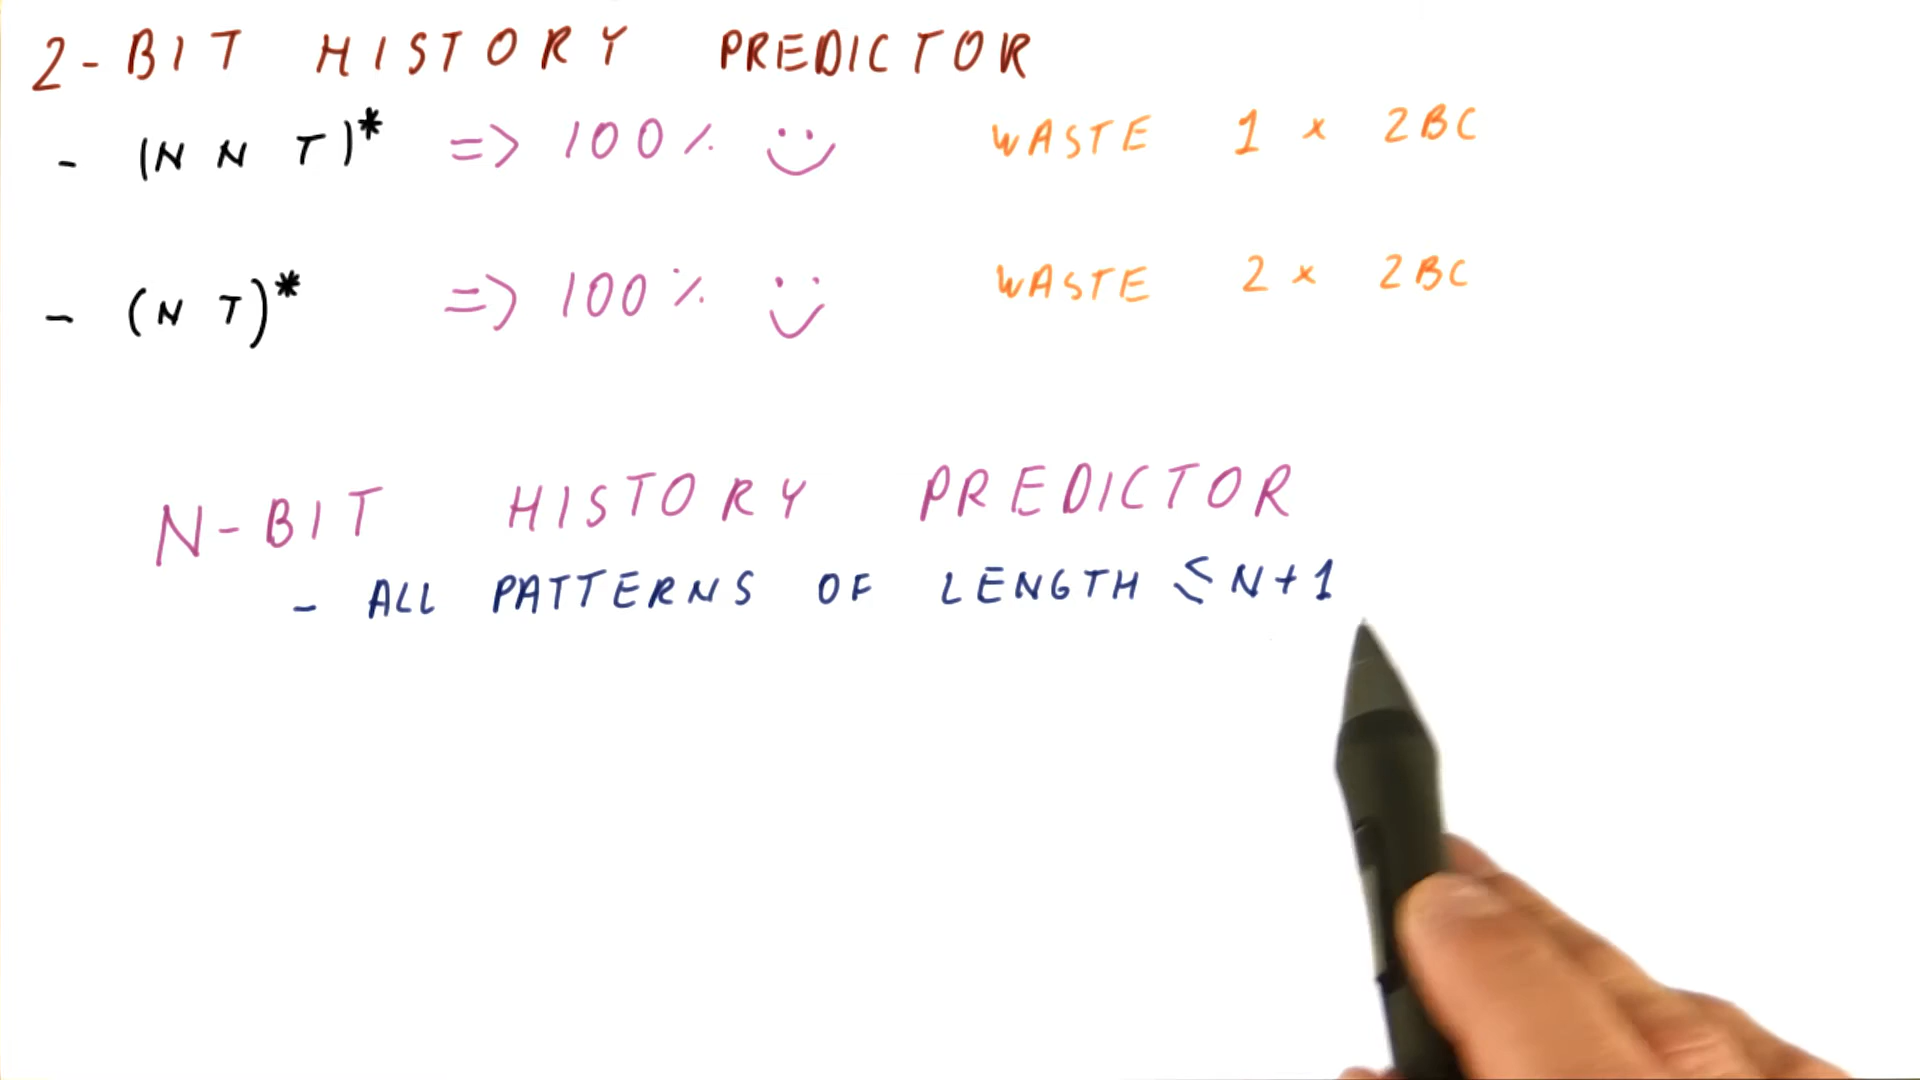 2-BIT HISTORY PREDICTOR
- (N N T)* => 100% WASTE 1 x 2BC
- (N T)* => 100% WASTE 2 x 2BC
N-BIT HISTORY PREDICTOR
- ALL PATTERNS OF LENGTH ≤ N+1